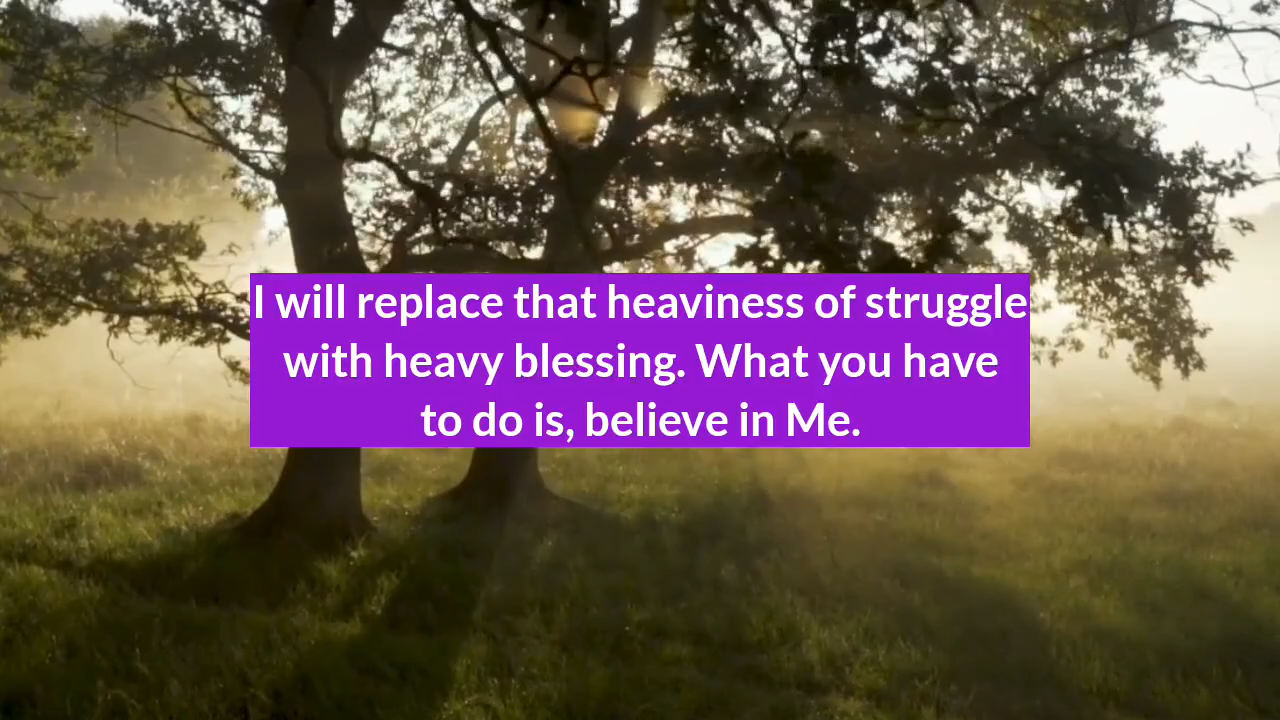 I will replace that heaviness of struggle
with heavy blessing. What you have
to do is, believe in Me.